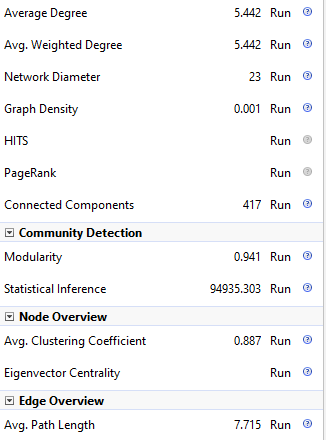 Average Degree 5.442 Run
Avg. Weighted Degree 5.442 Run
Network Diameter 23 Run
Graph Density 0.001 Run
HITS Run
PageRank Run
Connected Components 417 Run
Community Detection
Modularity 0.941 Run
Statistical Inference 94935.303 Run
Node Overview
Avg. Clustering Coefficient 0.887 Run
Eigenvector Centrality Run
Edge Overview
Avg. Path Length 7.715 Run